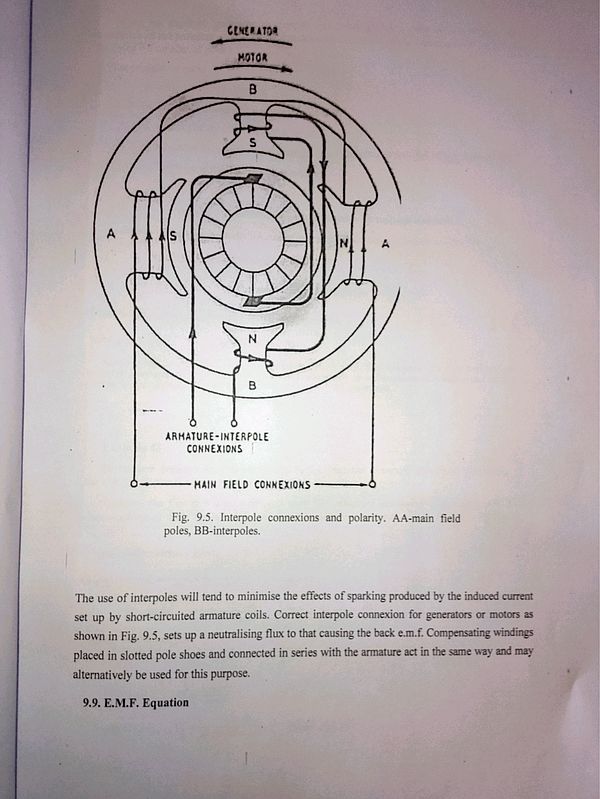 GENERATOR
MOTOR
B
S
A
S
N
A
N
B
ARMATURE-INTERPOLE
CONNEXIONS
MAIN FIELD CONNEXIONS
Fig. 9.5. Interpole connexions and polarity. AA-main field
poles, BB-interpoles.
The use of interpoles will tend to minimise the effects of sparking produced by the induced current
set up by short-circuited armature coils. Correct interpole connexion for generators or motors as
shown in Fig. 9.5, sets up a neutralising flux to that causing the back e.m.f. Compensating windings
placed in slotted pole shoes and connected in series with the armature act in the same way and may
alternatively be used for this purpose.
9.9. E.M.F. Equation